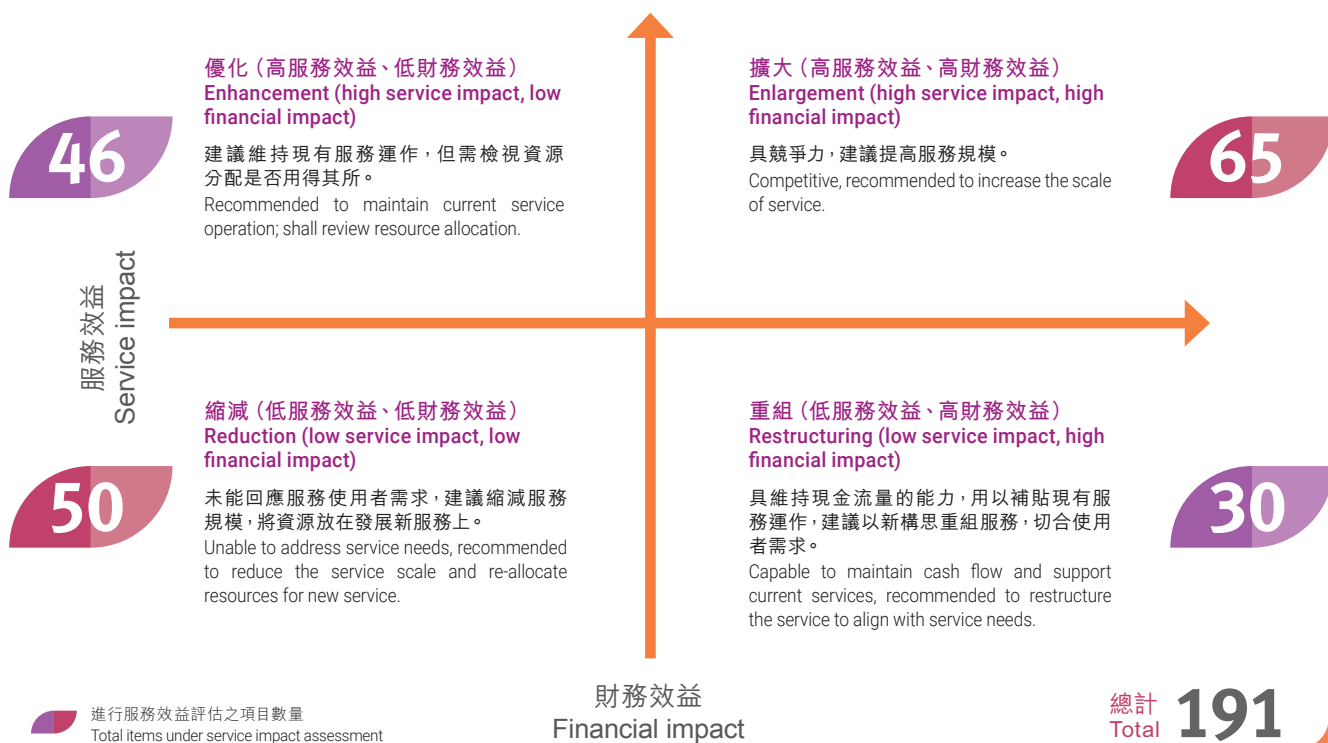 優化（高服務效益、低財務效益）
Enhancement (high service impact, low
financial impact)
建議維持現有服務運作，但需檢視資源
分配是否用得其所。
Recommended to maintain current service
operation; shall review resource allocation.
46
擴大（高服務效益、高財務效益）
Enlargement (high service impact, high
financial impact)
具競爭力，建議提高服務規模。
Competitive, recommended to increase the scale
of service.
65
服務效益
Service impact
縮減（低服務效益、低財務效益）
Reduction (low service impact, low
financial impact)
未能回應服務使用者需求，建議縮減服務
規模，將資源放在發展新服務上。
Unable to address service needs, recommended
to reduce the service scale and re-allocate
resources for new service.
50
重組（低服務效益、高財務效益）
Restructuring (low service impact, high
financial impact)
具維持現金流量的能力，用以補貼現有服
務運作，建議以新構思重組服務，切合使用
者需求。
Capable to maintain cash flow and support
current services, recommended to restructure
the service to align with service needs.
30
財務效益
Financial impact
進行服務效益評估之項目數量
Total items under service impact assessment
總計
Total 191